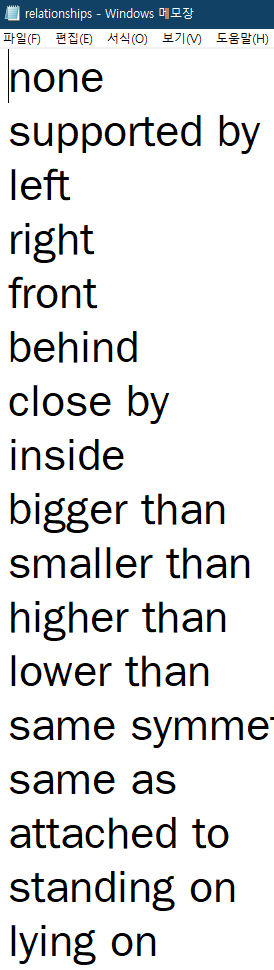 relationships - Windows 메모장
파일(F) 편집(E) 서식(O) 보기(V) 도움말(H)
none
supported by
left
right
front
behind
close by
inside
bigger than
smaller than
higher than
lower than
same
same as
attached to
standing on
lying on